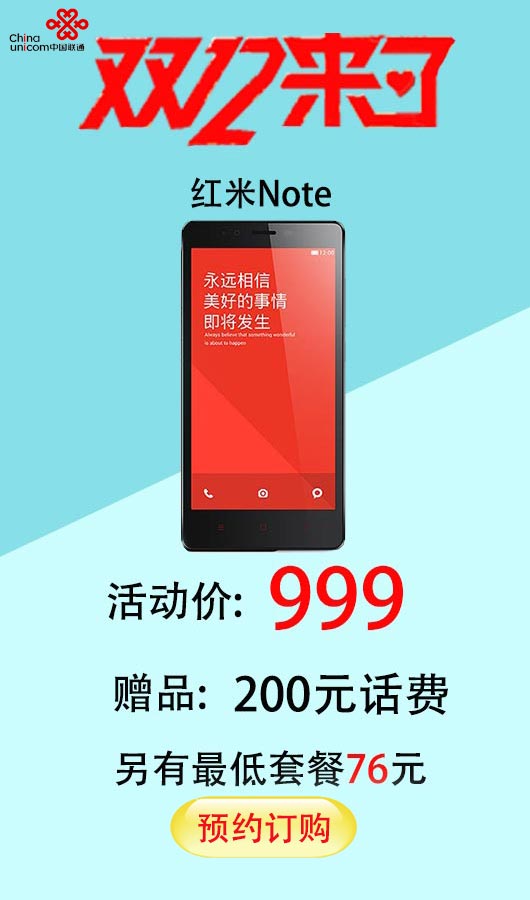 China
unicom中国联通
双12来了
红米Note
12:08
永远相信
美好的事情
即将发生
Always believe that something wonderful
is about to happen
活动价: 999
赠品: 200元话费
另有最低套餐76元
预约订购